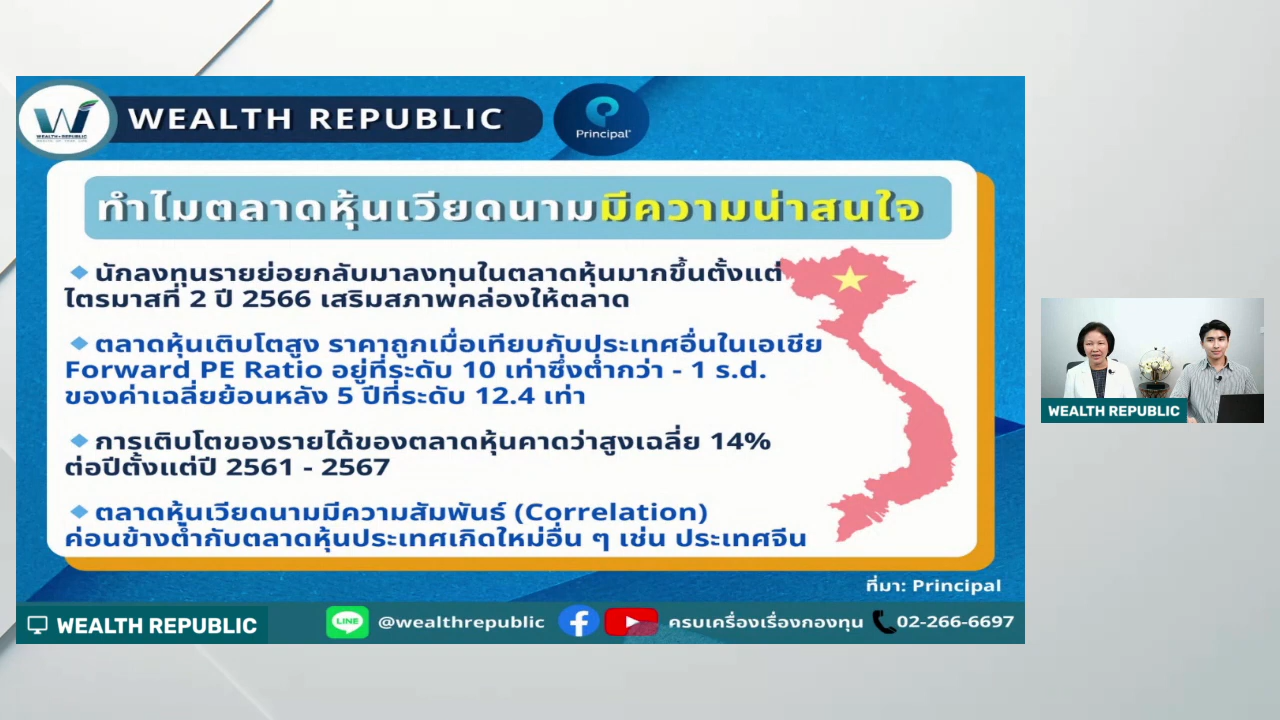 WEALTH REPUBLIC
Principal
ทำไมตลาดหุ้นเวียดนามมีความน่าสนใจ
นักลงทุนรายย่อยกลับมาลงทุนในตลาดหุ้นมากขึ้นตั้งแต่
ไตรมาสที่ 2 ปี 2566 เสริมสภาพคล่องให้ตลาด
ตลาดหุ้นเติบโตสูง ราคาถูกเมื่อเทียบกับประเทศอื่นในเอเชีย
Forward PE Ratio อยู่ที่ระดับ 10 เท่าซึ่งต่ำกว่า - 1 s.d.
ของค่าเฉลี่ยย้อนหลัง 5 ปีที่ระดับ 12.4 เท่า
การเติบโตของรายได้ของตลาดหุ้นคาดว่าสูงเฉลี่ย 14%
ต่อปีตั้งแต่ปี 2561 - 2567
ตลาดหุ้นเวียดนามมีความสัมพันธ์ (Correlation)
ค่อนข้างต่ำกับตลาดหุ้นประเทศเกิดใหม่อื่น ๆ เช่น ประเทศจีน
ที่มา: Principal
WEALTH REPUBLIC
LINE @wealthrepublic ครบเครื่องเรื่องกองทุน 02-266-6697
WEALTH REPUBLIC